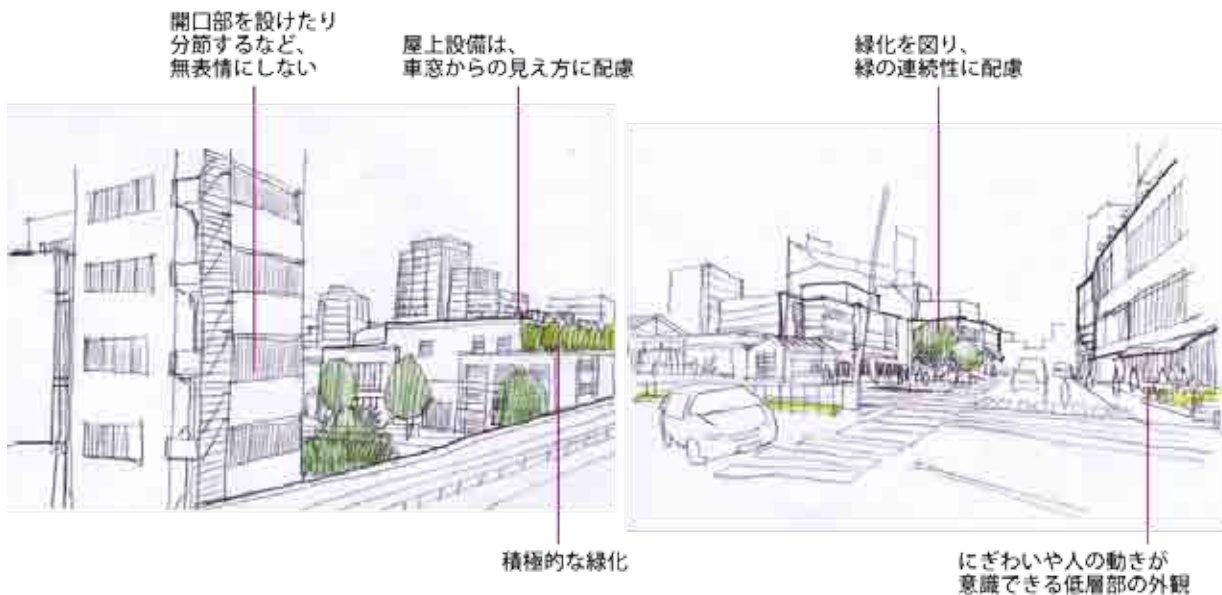 開口部を設けたり
分節するなど、
無表情にしない
屋上設備は、
車窓からの見え方に配慮
緑化を図り、
緑の連続性に配慮
積極的な緑化
にぎわいや人の動きが
意識できる低層部の外観